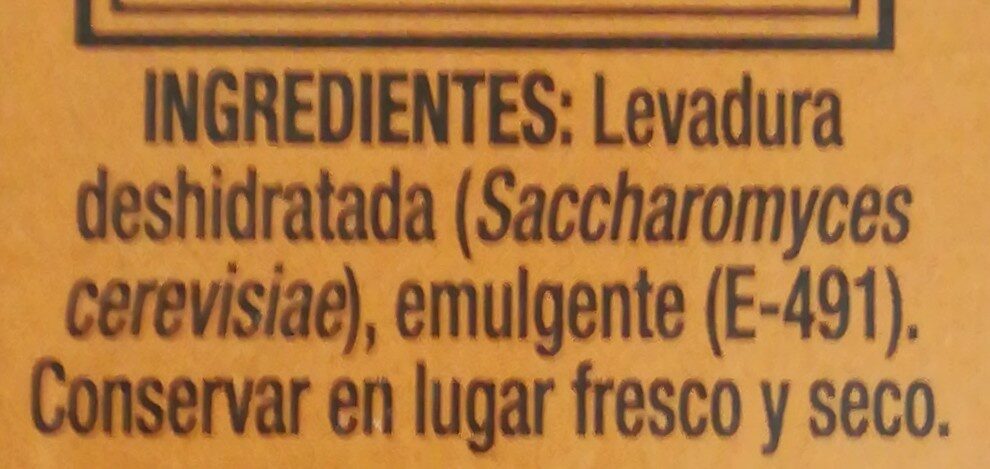 INGREDIENTES: Levadura
deshidratada (Saccharomyces
cerevisiae), emulgente (E-491).
Conservar en lugar fresco y seco.